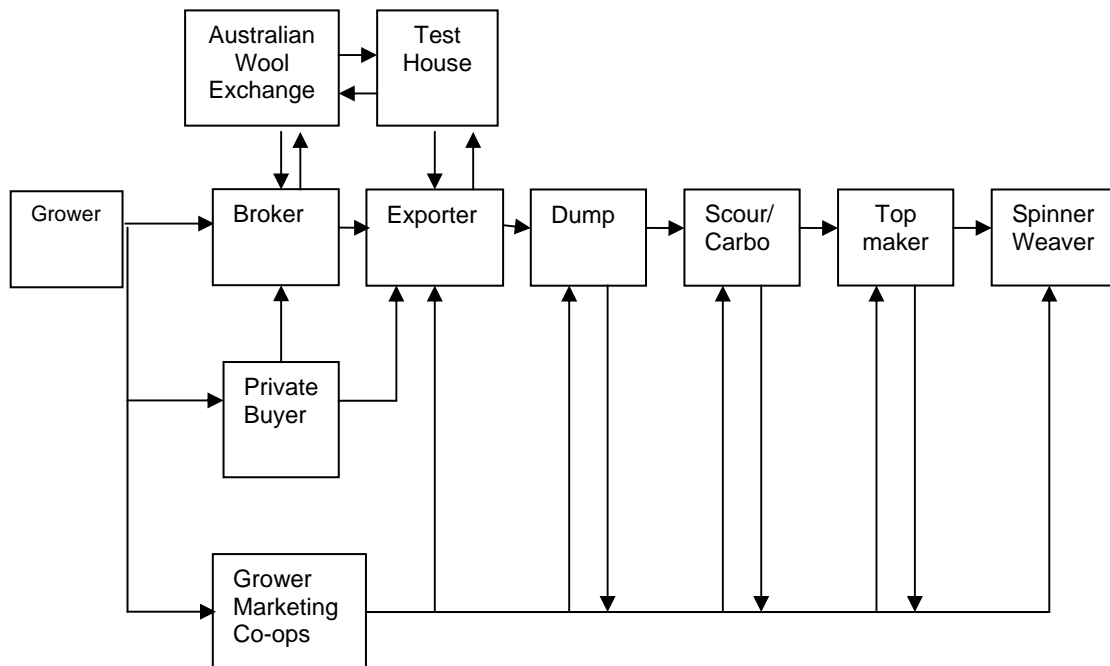 Australian
Wool
Exchange
Test
House
Grower
Broker
Exporter
Dump
Scour/
Carbo
Top
maker
Spinner
Weaver
Private
Buyer
Grower
Marketing
Co-ops